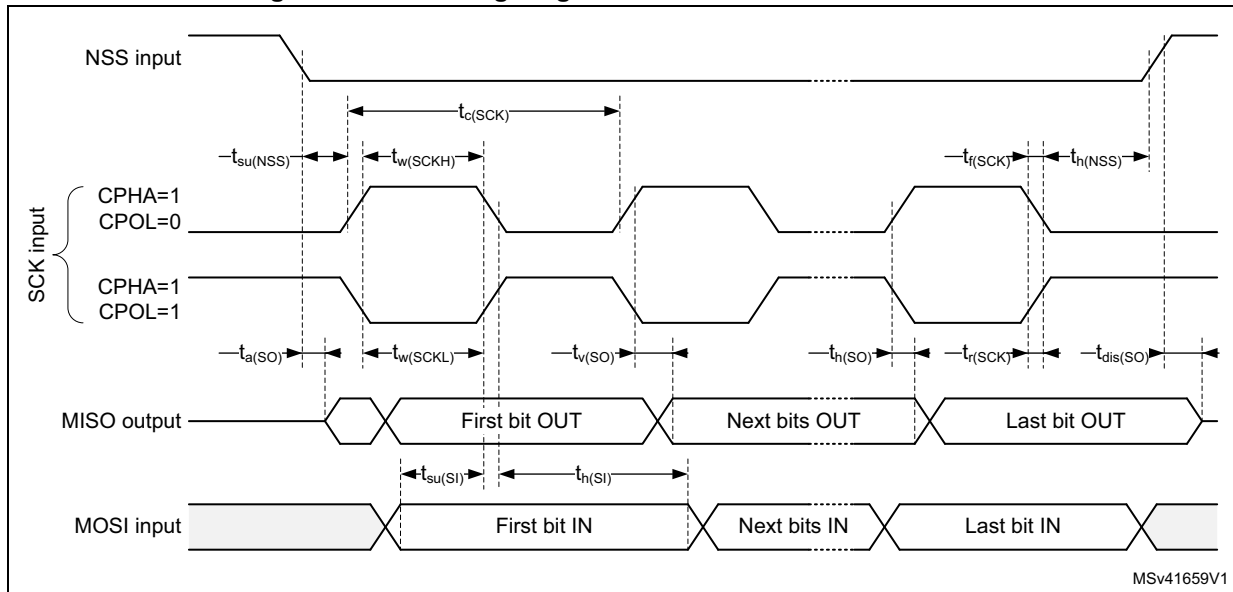 NSS input
tc(SCK)
tsu(NSS)
tw(SCKH)
tf(SCK)
th(NSS)
SCK input
CPHA=1
CPOL=0
CPHA=1
CPOL=1
ta(SO)
tw(SCKL)
tv(SO)
th(SO)
tr(SCK)
tdis(SO)
MISO output
First bit OUT
Next bits OUT
Last bit OUT
tsu(SI)
th(SI)
MOSI input
First bit IN
Next bits IN
Last bit IN
MSv41659V1